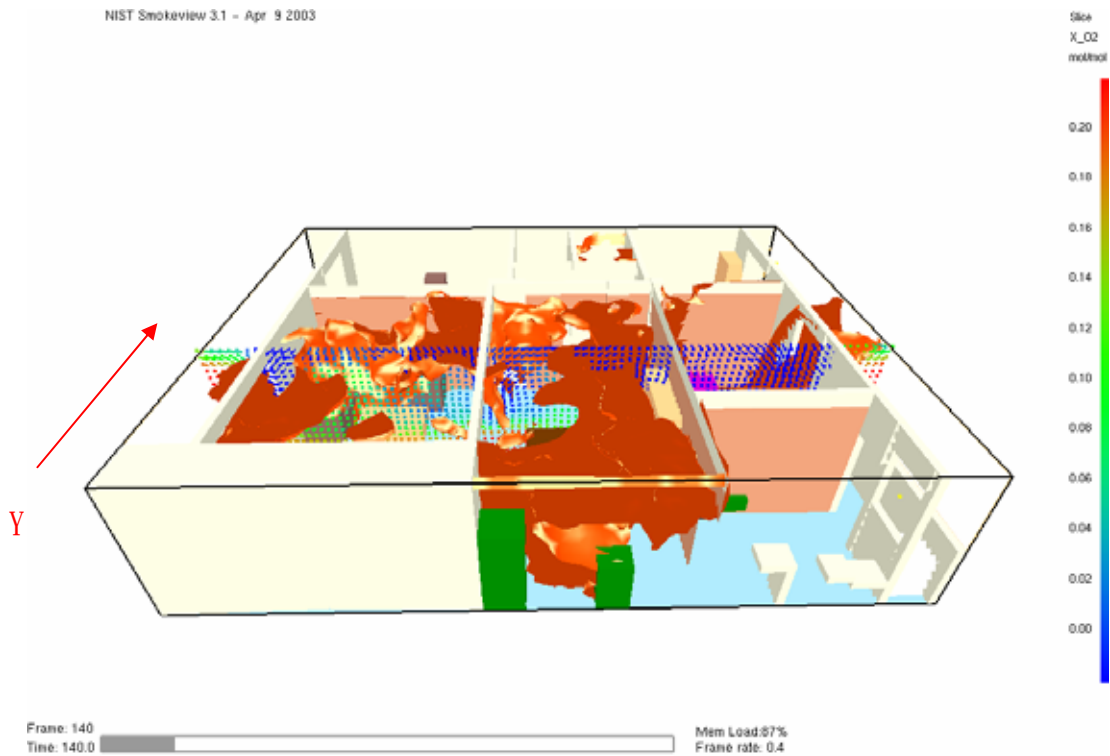 NIST Smokeview 3.1 - Apr 9 2003
Slice
X_O2
mol/mol
0.20
0.18
0.16
0.14
0.12
0.10
0.08
0.06
0.04
0.02
0.00
Y
Frame: 140
Time: 140.0
Mem Load:87%
Frame rate: 0.4